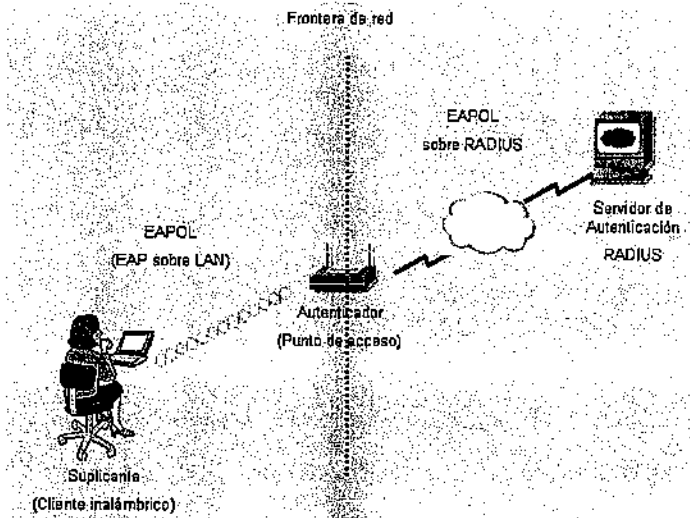 Frontera de red
EAPOL
sobre RADIUS
Servidor de
Autenticación
RADIUS
EAPOL
(EAP sobre LAN)
Autenticador
(Punto de acceso)
Suplicante
(Cliente inalámbrico)